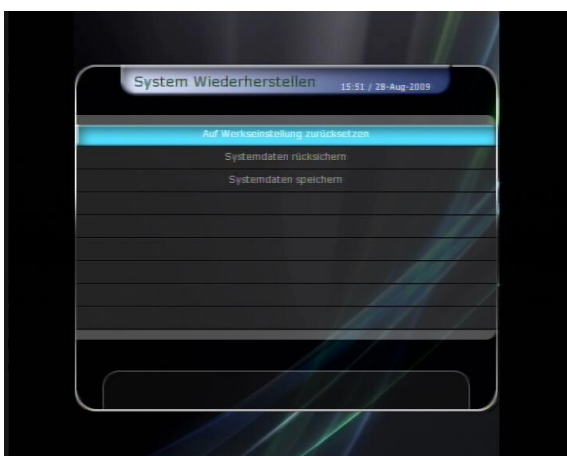 System Wiederherstellen 15:51 / 28-Aug-2009
Auf Werkseinstellung zurücksetzen
Systemdaten rücksichern
Systemdaten speichern